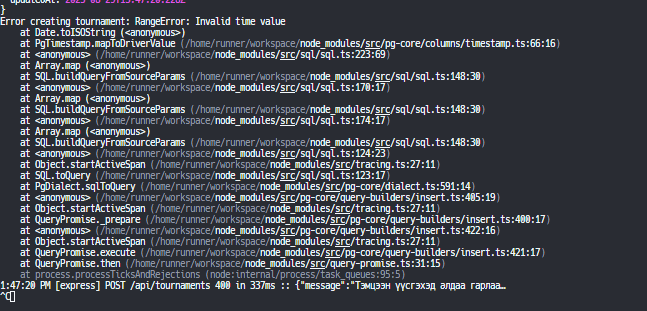 }
Error creating tournament: RangeError: Invalid time value
at Date.toISOString (<anonymous>)
at PgTimestamp.mapToDriverValue (/home/runner/workspace/node_modules/src/pg-core/columns/timestamp.ts:66:16)
at <anonymous> (/home/runner/workspace/node_modules/src/sql/sql.ts:223:69)
at Array.map (<anonymous>)
at SQL.buildQueryFromSourceParams (/home/runner/workspace/node_modules/src/sql/sql.ts:148:30)
at <anonymous> (/home/runner/workspace/node_modules/src/sql/sql.ts:170:17)
at Array.map (<anonymous>)
at SQL.buildQueryFromSourceParams (/home/runner/workspace/node_modules/src/sql/sql.ts:148:30)
at <anonymous> (/home/runner/workspace/node_modules/src/sql/sql.ts:174:17)
at Array.map (<anonymous>)
at SQL.buildQueryFromSourceParams (/home/runner/workspace/node_modules/src/sql/sql.ts:148:30)
at <anonymous> (/home/runner/workspace/node_modules/src/sql/sql.ts:124:23)
at Object.startActiveSpan (/home/runner/workspace/node_modules/src/tracing.ts:27:11)
at SQL.toQuery (/home/runner/workspace/node_modules/src/sql/sql.ts:123:17)
at PgDialect.sqlToQuery (/home/runner/workspace/node_modules/src/pg-core/dialect.ts:591:14)
at <anonymous> (/home/runner/workspace/node_modules/src/pg-core/query-builders/insert.ts:405:19)
at Object.startActiveSpan (/home/runner/workspace/node_modules/src/tracing.ts:27:11)
at QueryPromise._prepare (/home/runner/workspace/node_modules/src/pg-core/query-builders/insert.ts:400:17)
at <anonymous> (/home/runner/workspace/node_modules/src/pg-core/query-builders/insert.ts:422:16)
at Object.startActiveSpan (/home/runner/workspace/node_modules/src/tracing.ts:27:11)
at QueryPromise.execute (/home/runner/workspace/node_modules/src/pg-core/query-builders/insert.ts:421:17)
at QueryPromise.then (/home/runner/workspace/node_modules/src/query-promise.ts:31:15)
at process.processTicksAndRejections (node:internal/process/task_queues:95:5)
1:47:20 PM [express] POST /api/tournaments 400 in 337ms :: {"message":"Тэмцээн үүсгэхэд алдаа гарлаа…
^C